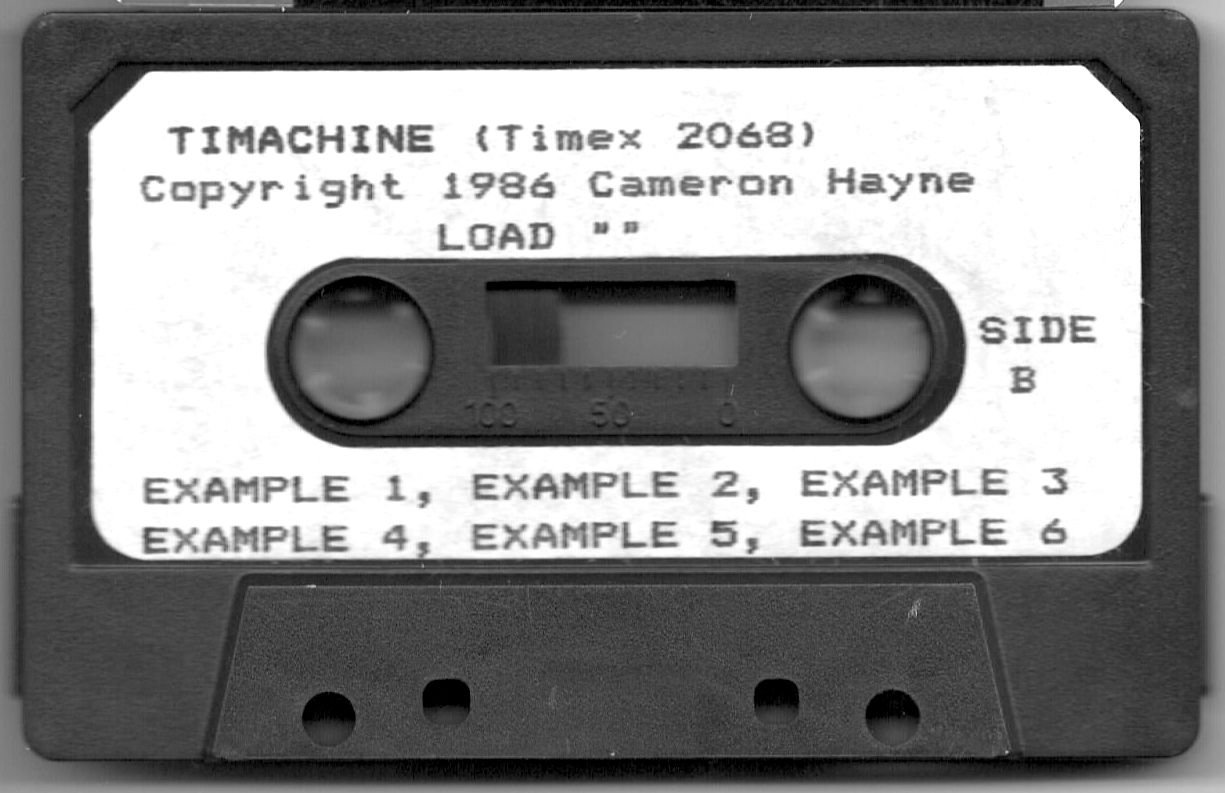 TIMACHINE (Timex 2068)
Copyright 1986 Cameron Hayne
LOAD ""
SIDE
B
100 50 0
EXAMPLE 1, EXAMPLE 2, EXAMPLE 3
EXAMPLE 4, EXAMPLE 5, EXAMPLE 6